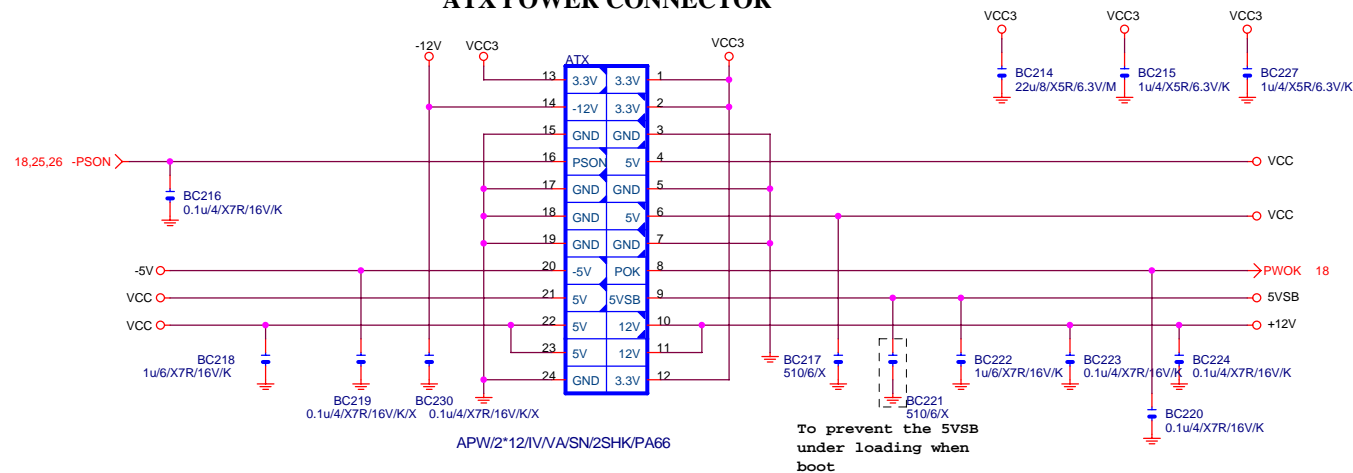 ATX POWER CONNECTOR
-12V
VCC3
VCC3
VCC3
VCC3
VCC3
BC214
22u/8/X5R/6.3V/M
BC215
1u/4/X5R/6.3V/K
BC227
1u/4/X5R/6.3V/K
ATX
13 3.3V 3.3V 1
14 -12V 3.3V 2
15 GND GND 3
18,25,26 -PSON
16 PSON 5V 4
VCC
BC216
0.1u/4/X7R/16V/K
17 GND GND 5
18 GND 5V 6
VCC
19 GND GND 7
-5V
20 -5V POK 8
PWOK 18
VCC
21 5V 5VSB 9
5VSB
VCC
22 5V 12V 10
+12V
23 5V 12V 11
24 GND 3.3V 12
BC218
1u/6/X7R/16V/K
BC219
0.1u/4/X7R/16V/K/X
BC230
0.1u/4/X7R/16V/K/X
BC217
510/6/X
BC221
510/6/X
BC222
1u/6/X7R/16V/K
BC223
0.1u/4/X7R/16V/K
BC224
0.1u/4/X7R/16V/K
BC220
0.1u/4/X7R/16V/K
APW/2*12/IV/VA/SN/2SHK/PA66
To prevent the 5VSB
under loading when
boot